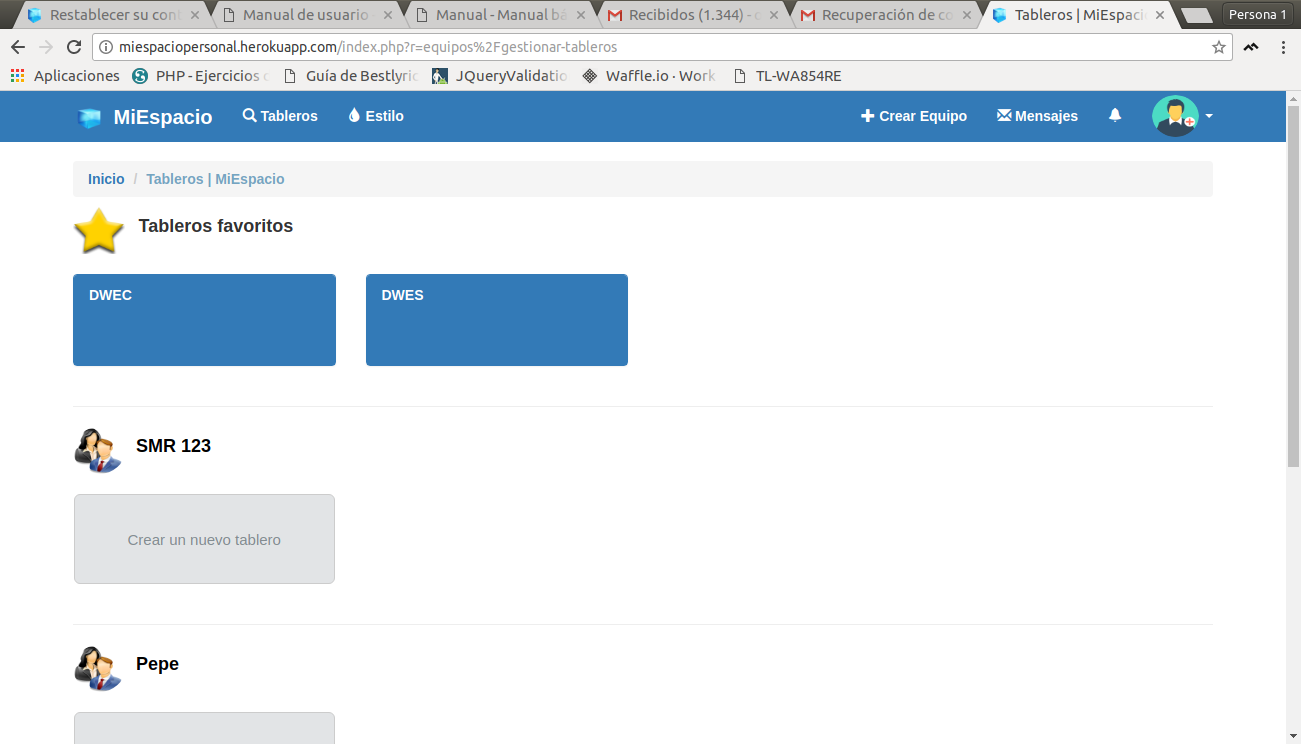 Restablecer su con
Manual de usuario
Manual - Manual bá
Recibidos (1.344) -
Recuperación de co
Tableros | MiEspaci
Persona 1
miespaciopersonal.herokuapp.com/index.php?r=equipos%2Fgestionar-tableros
Aplicaciones
PHP - Ejercicios
Guía de Bestlyric
JQueryValidatio
Waffle.io · Work
TL-WA854RE
MiEspacio
Tableros
Estilo
Crear Equipo
Mensajes
Inicio / Tableros | MiEspacio
Tableros favoritos
DWEC
DWES
SMR 123
Crear un nuevo tablero
Pepe